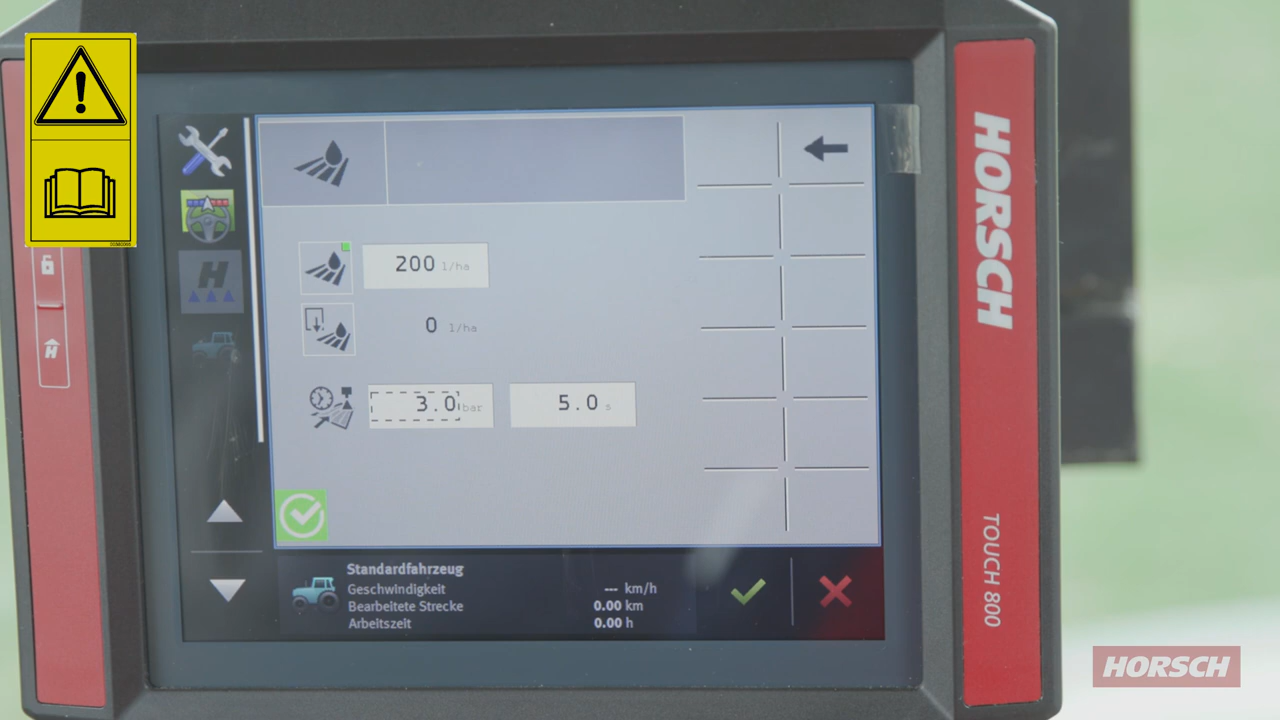 HORSCH
TOUCH 800
200 l/ha
0 l/ha
3.0 bar
5.0 s
Standardfahrzeug
Geschwindigkeit --- km/h
Bearbeitete Strecke 0.00 km
Arbeitszeit 0.00 h
H
H
HORSCH